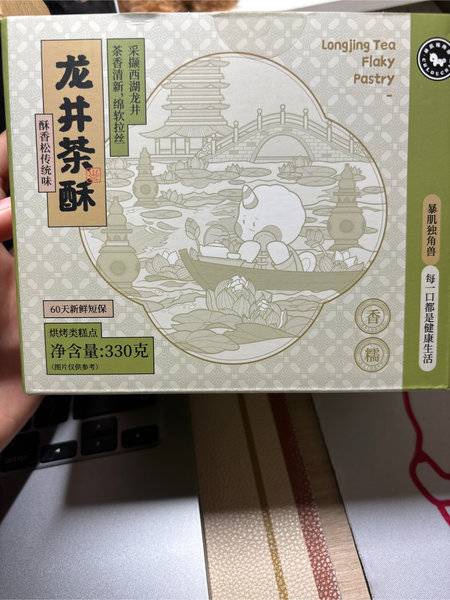 龙井茶酥
酥香松传统味
采撷西湖龙井
茶香清新,绵软拉丝
Longjing Tea
Flaky
Pastry
暴肌独角兽
每一口都是健康生活
60天新鲜短保
烘烤类糕点
净含量:330克
(图片仅供参考)
香
糯